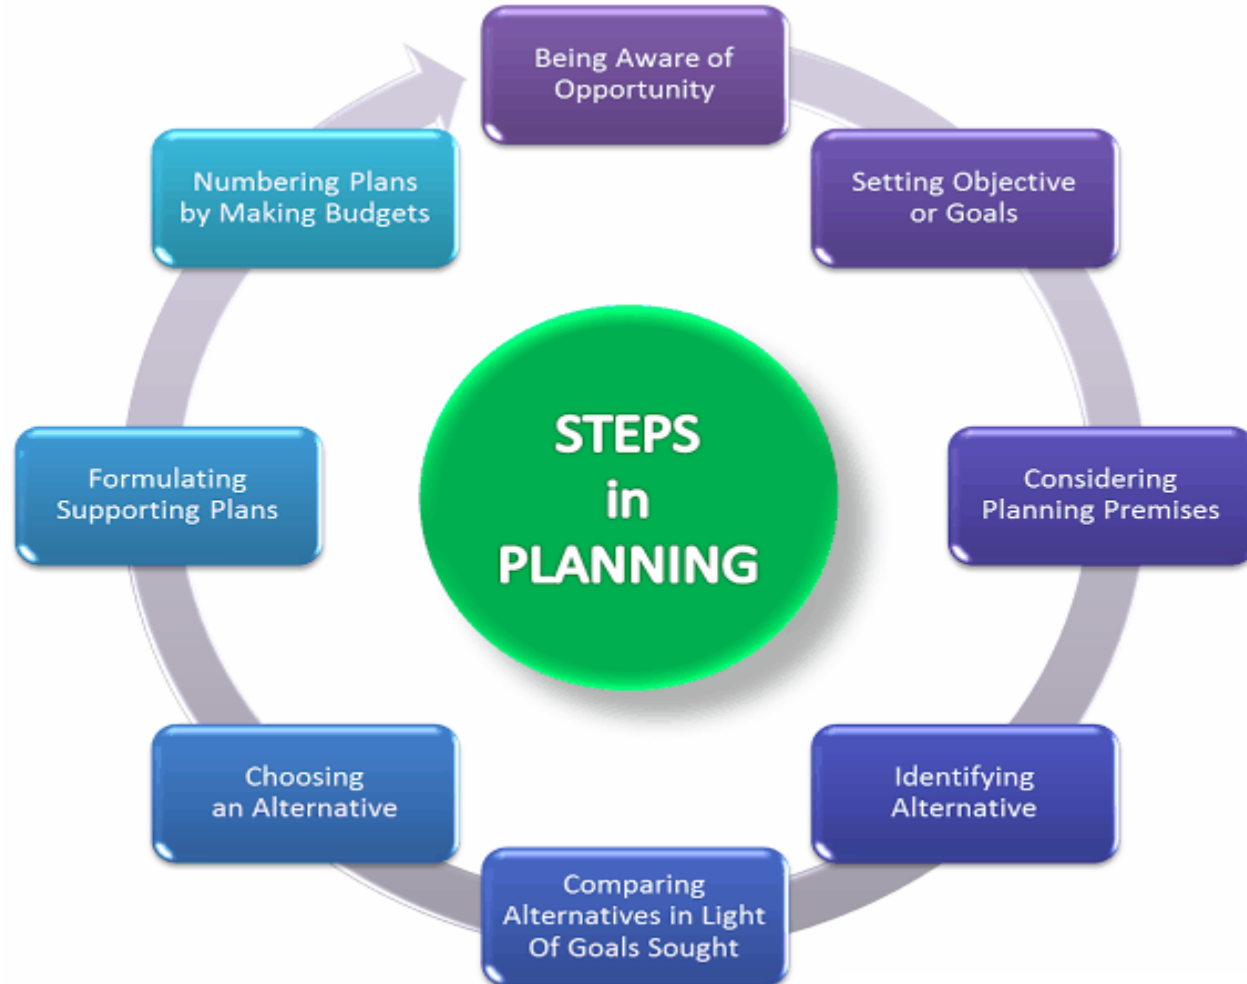 Being Aware of
Opportunity
Setting Objective
or Goals
Considering
Planning Premises
Identifying
Alternative
Comparing
Alternatives in Light
Of Goals Sought
Choosing
an Alternative
Formulating
Supporting Plans
Numbering Plans
by Making Budgets
STEPS
in
PLANNING